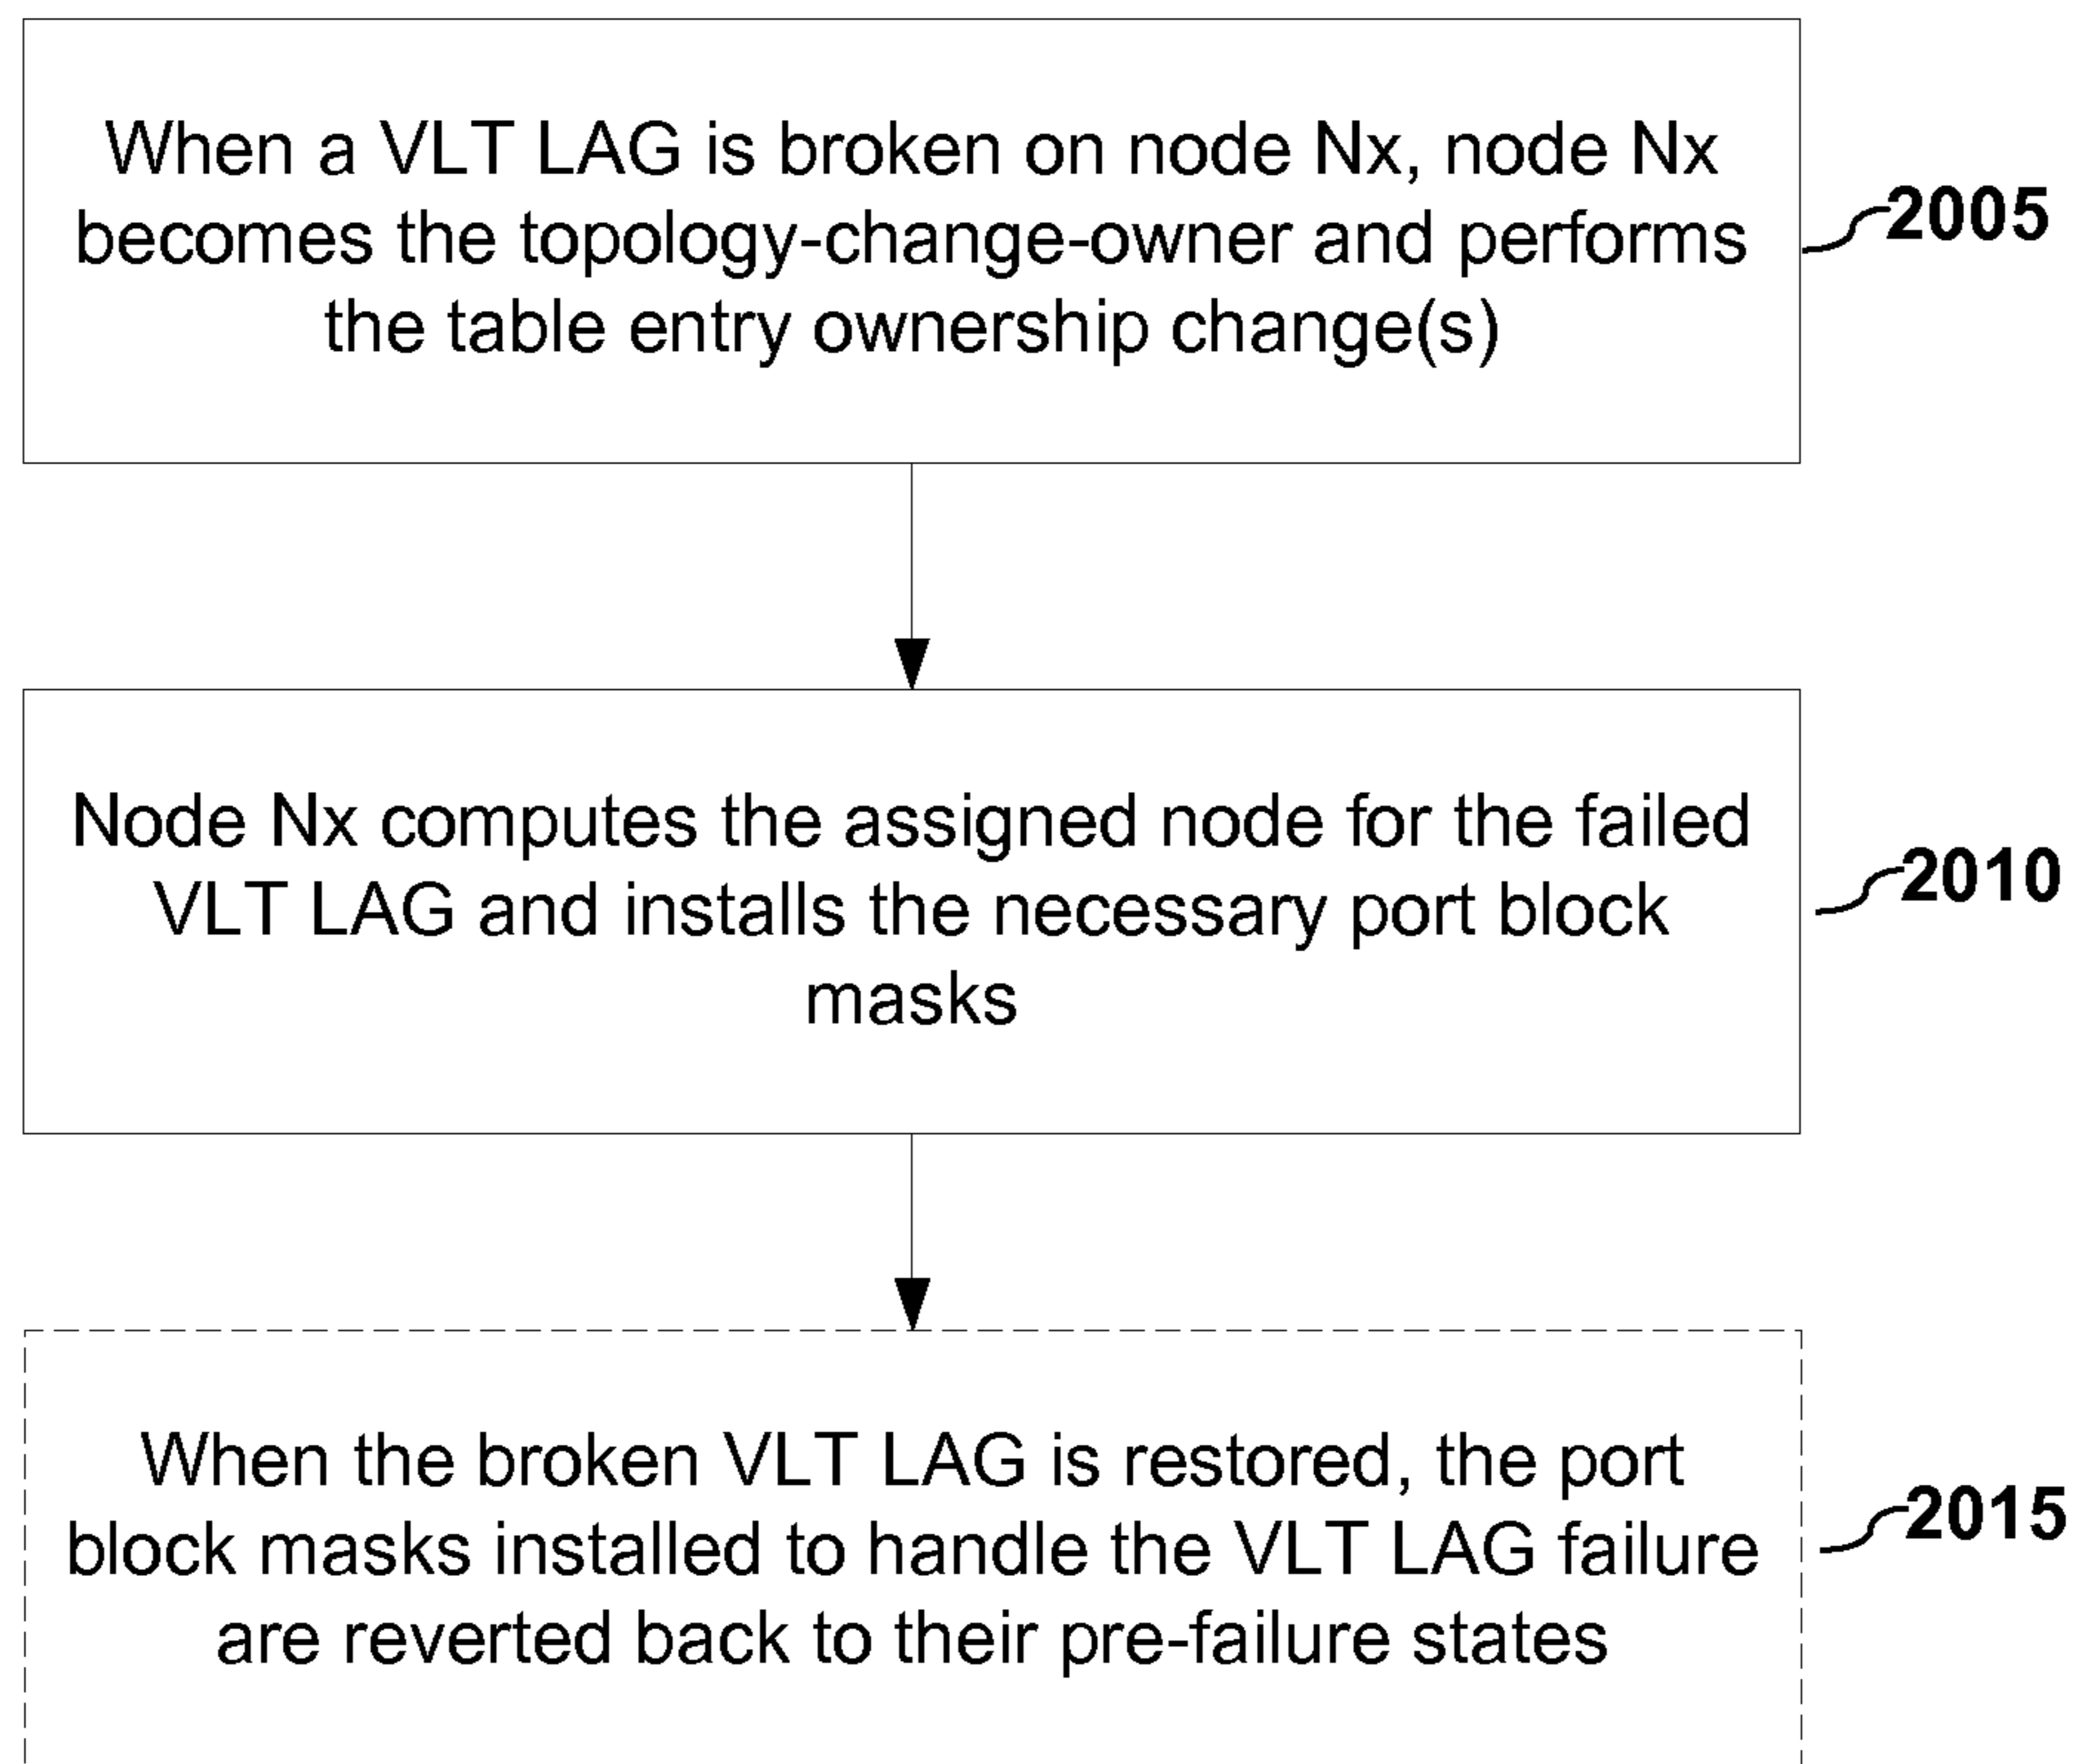 When a VLT LAG is broken on node Nx, node Nx
becomes the topology-change-owner and performs
the table entry ownership change(s)
2005
Node Nx computes the assigned node for the failed
VLT LAG and installs the necessary port block
masks
2010
When the broken VLT LAG is restored, the port
block masks installed to handle the VLT LAG failure
are reverted back to their pre-failure states
2015